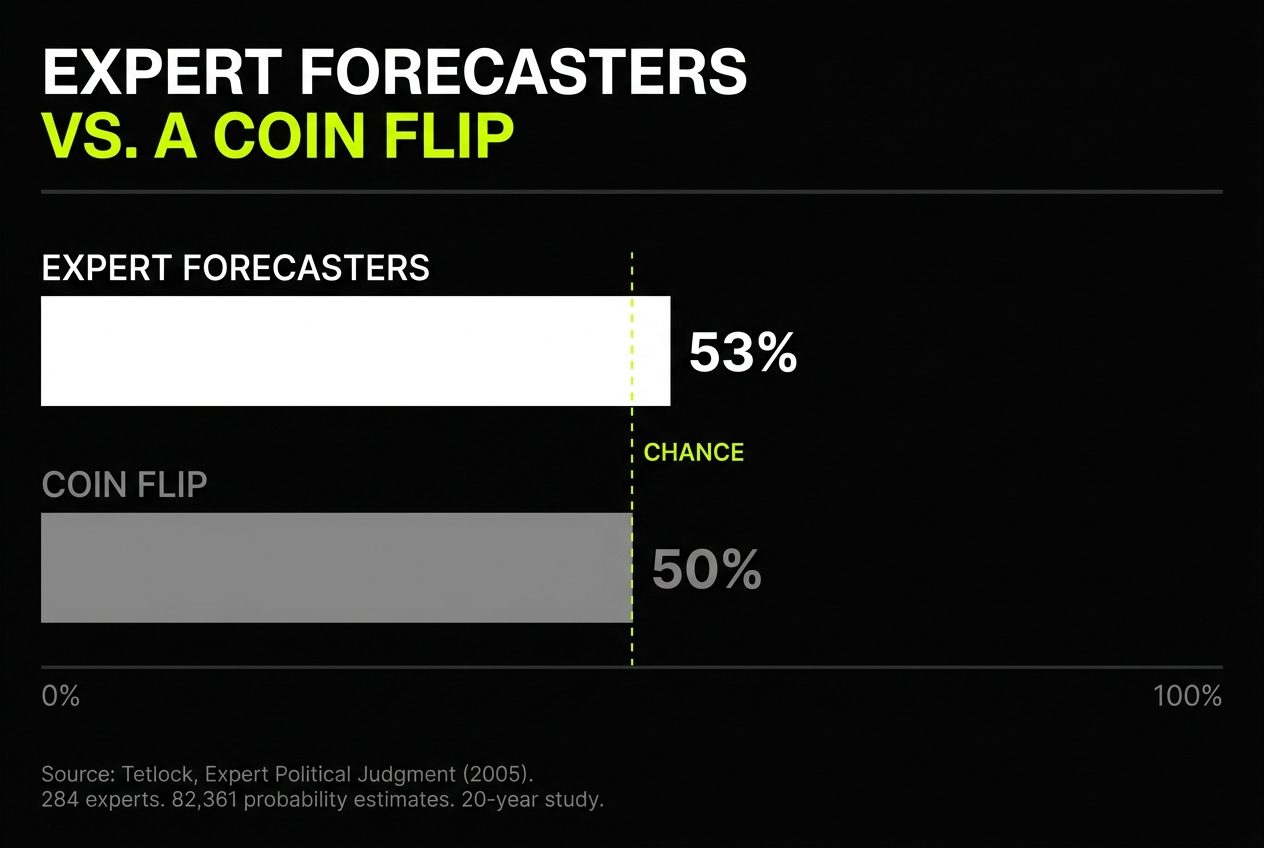 EXPERT FORECASTERS
VS. A COIN FLIP
EXPERT FORECASTERS
53%
CHANCE
COIN FLIP
50%
0%
100%
Source: Tetlock, Expert Political Judgment (2005).
284 experts. 82,361 probability estimates. 20-year study.